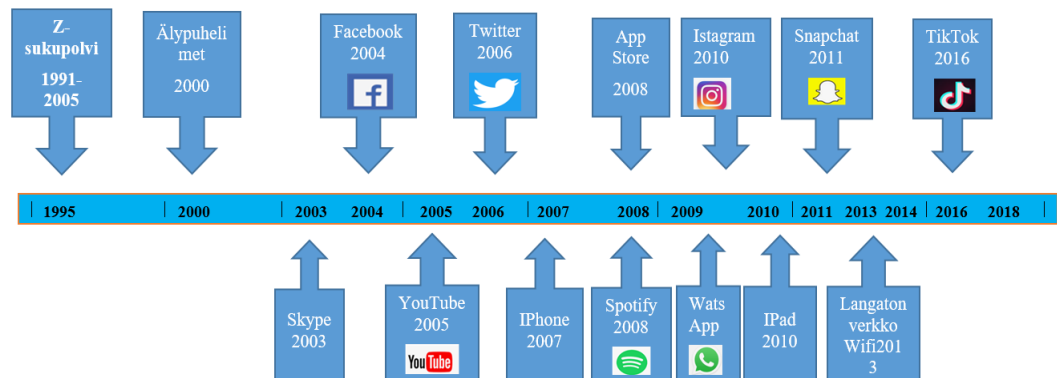 Z-
sukupolvi
1991-
2005
Älypuheli
met
2000
Facebook
2004
Twitter
2006
App
Store
2008
Istagram
2010
Snapchat
2011
TikTok
2016
1995
2000
2003
2004
2005
2006
2007
2008
2009
2010
2011
2013
2014
2016
2018
Skype
2003
YouTube
2005
YouTube
IPhone
2007
Spotify
2008
Wats
App
IPad
2010
Langaton
verkko
Wifi201
3